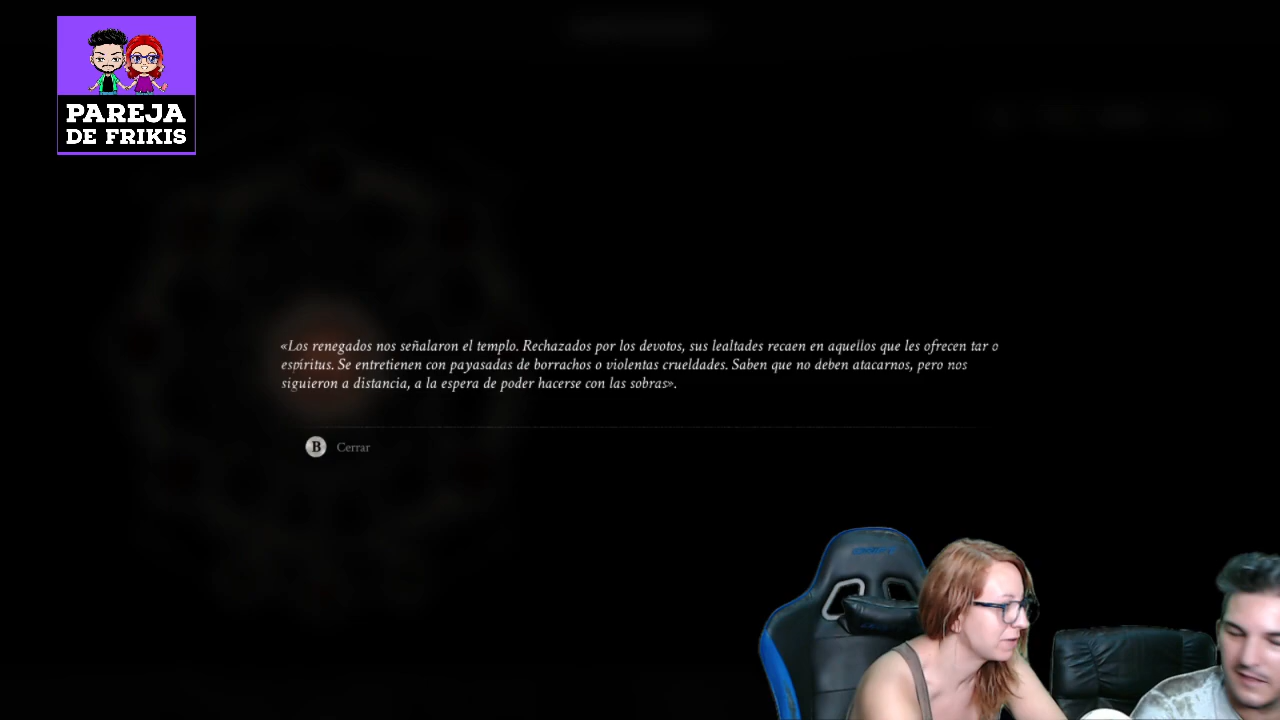 PAREJA
DE FRIKIS
«Los renegados nos señalaron el templo. Rechazados por los devotos, sus lealtades recaen en aquellos que les ofrecen tar o
espíritus. Se entretienen con payasadas de borrachos o violentas crueldades. Saben que no deben atacarnos, pero nos
siguieron a distancia, a la espera de poder hacerse con las sobras».
B Cerrar